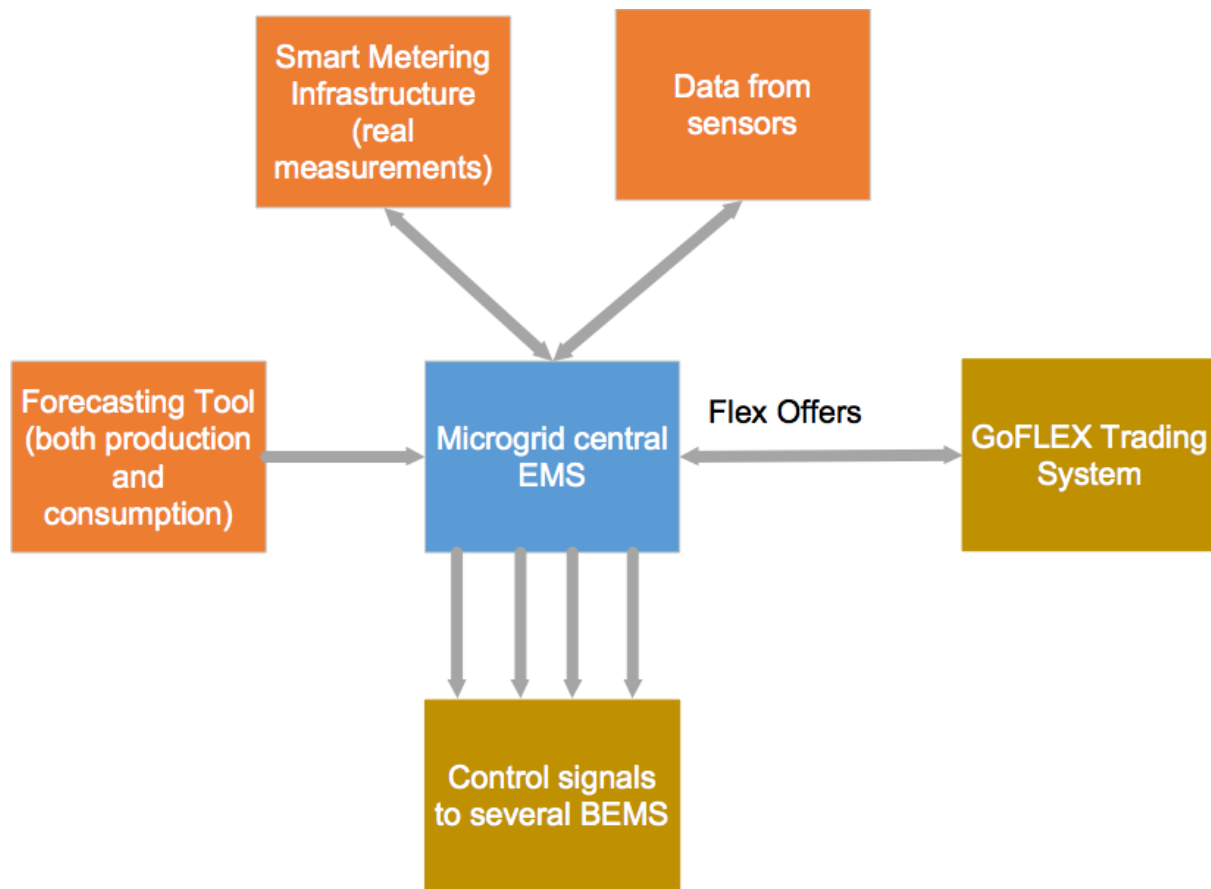 Smart Metering
Infrastructure
(real
measurements)
Data from
sensors
Forecasting Tool
(both production
and
consumption)
Microgrid central
EMS
Flex Offers
GoFLEX Trading
System
Control signals
to several BEMS